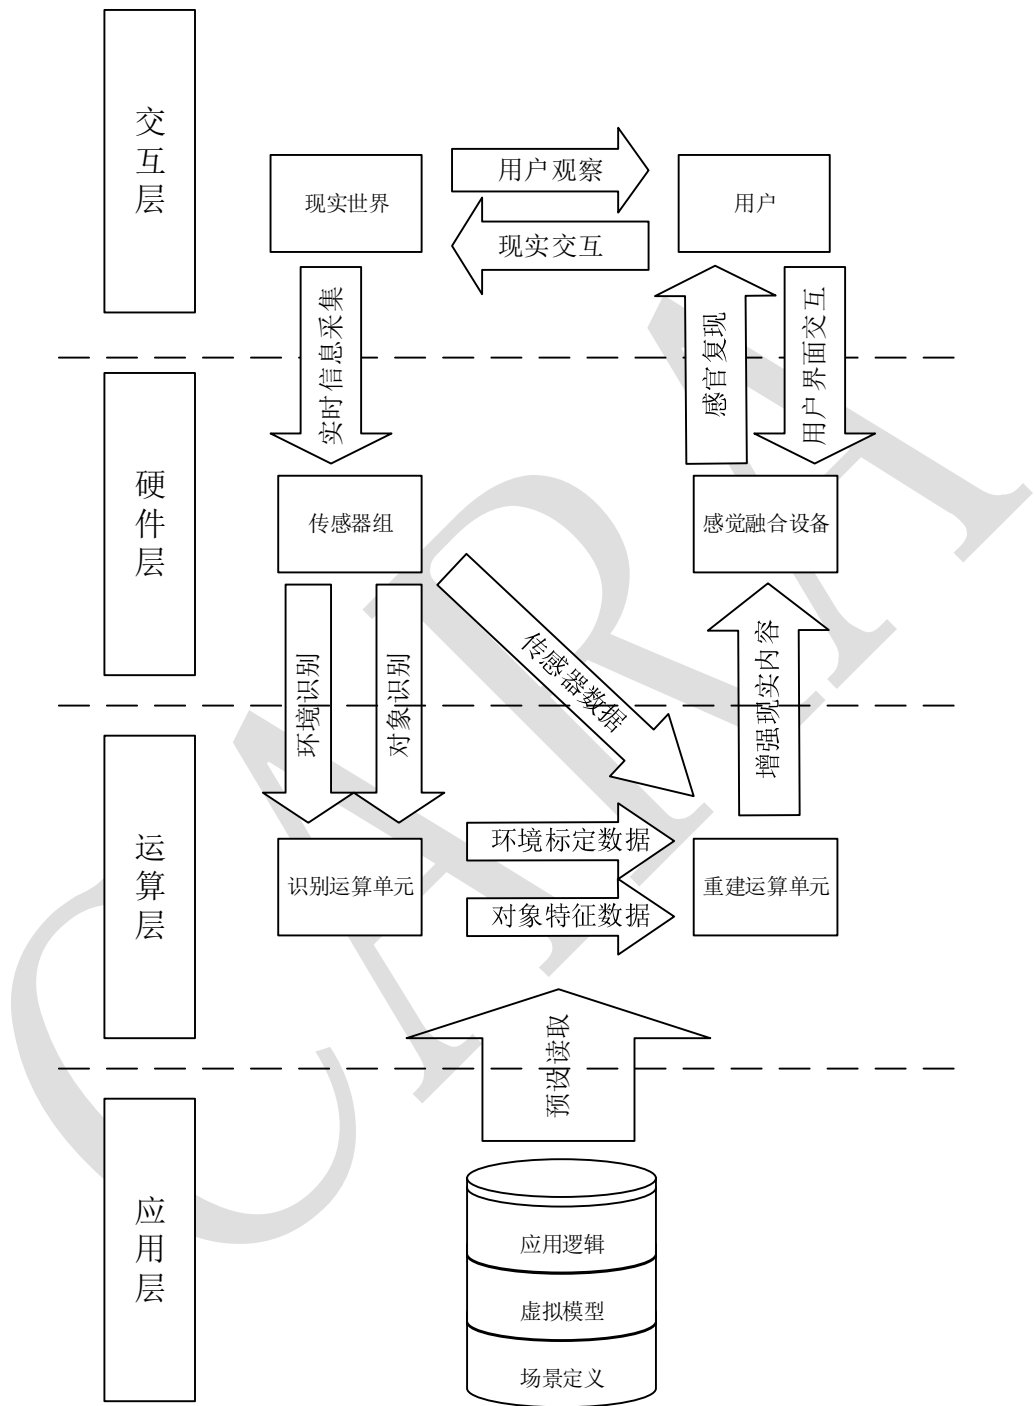 交互层
现实世界
用户观察
现实交互
用户
实时信息采集
感官复现
用户界面交互
硬件层
传感器组
感觉融合设备
环境识别
对象识别
传感器数据
增强现实内容
运算层
识别运算单元
环境标定数据
对象特征数据
重建运算单元
预设读取
应用层
应用逻辑
虚拟模型
场景定义
CARA